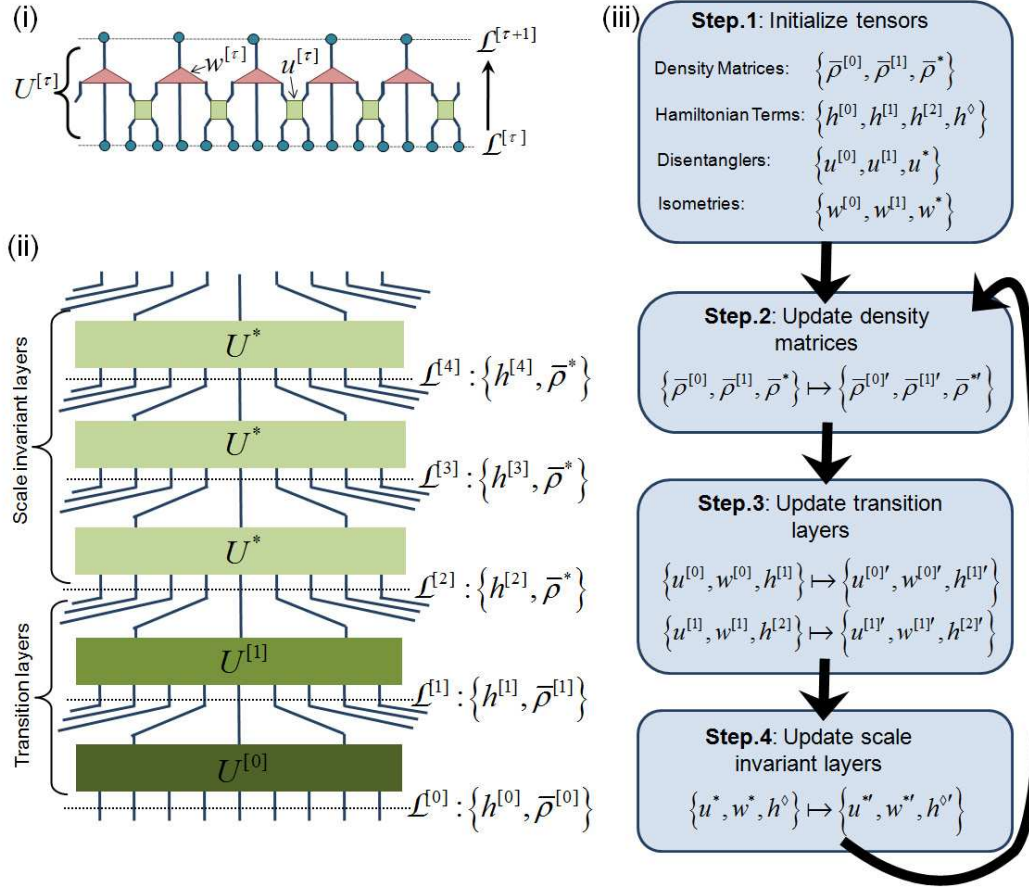 (i)
U^[τ]
w^[τ]
u^[τ]
ℒ^[τ+1]
ℒ^[τ]
(ii)
Scale invariant layers
Transition layers
U^*
ℒ^[4] : {h^[4], ρ̄^*}
U^*
ℒ^[3] : {h^[3], ρ̄^*}
U^*
ℒ^[2] : {h^[2], ρ̄^*}
U^[1]
ℒ^[1] : {h^[1], ρ̄^[1]}
U^[0]
ℒ^[0] : {h^[0], ρ̄^[0]}
(iii)
Step.1: Initialize tensors
Density Matrices: {ρ̄^[0], ρ̄^[1], ρ̄^*}
Hamiltonian Terms: {h^[0], h^[1], h^[2], h^◊}
Disentanglers: {u^[0], u^[1], u^*}
Isometries: {w^[0], w^[1], w^*}
Step.2: Update density
matrices
{ρ̄^[0], ρ̄^[1], ρ̄^*} ↦ {ρ̄^[0]′, ρ̄^[1]′, ρ̄^*′}
Step.3: Update transition
layers
{u^[0], w^[0], h^[1]} ↦ {u^[0]′, w^[0]′, h^[1]′}
{u^[1], w^[1], h^[2]} ↦ {u^[1]′, w^[1]′, h^[2]′}
Step.4: Update scale
invariant layers
{u^*, w^*, h^◊} ↦ {u^*′, w^*′, h^◊′}